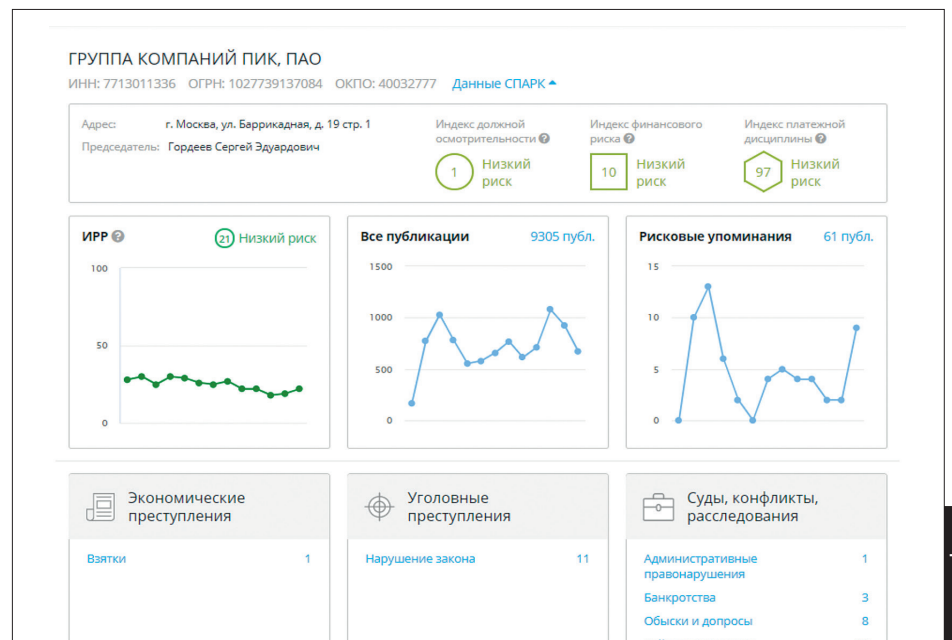 ГРУППА КОМПАНИЙ ПИК, ПАО
ИНН: 7713011336 ОГРН: 1027739137084 ОКПО: 40032777 Данные СПАРК
Адрес: г. Москва, ул. Баррикадная, д. 19 стр. 1
Председатель: Гордеев Сергей Эдуардович
Индекс должной
осмотрительности ?
1 Низкий
риск
Индекс финансового
риска ?
10 Низкий
риск
Индекс платежной
дисциплины ?
97 Низкий
риск
ИРР ? 21 Низкий риск
100
50
0
Все публикации 9305 публ.
1500
1000
500
0
Рисковые упоминания 61 публ.
15
10
5
0
Экономические
преступления
Взятки 1
Уголовные
преступления
Нарушение закона 11
Суды, конфликты,
расследования
Административные 1
правонарушения
Банкротства 3
Обыски и допросы 8